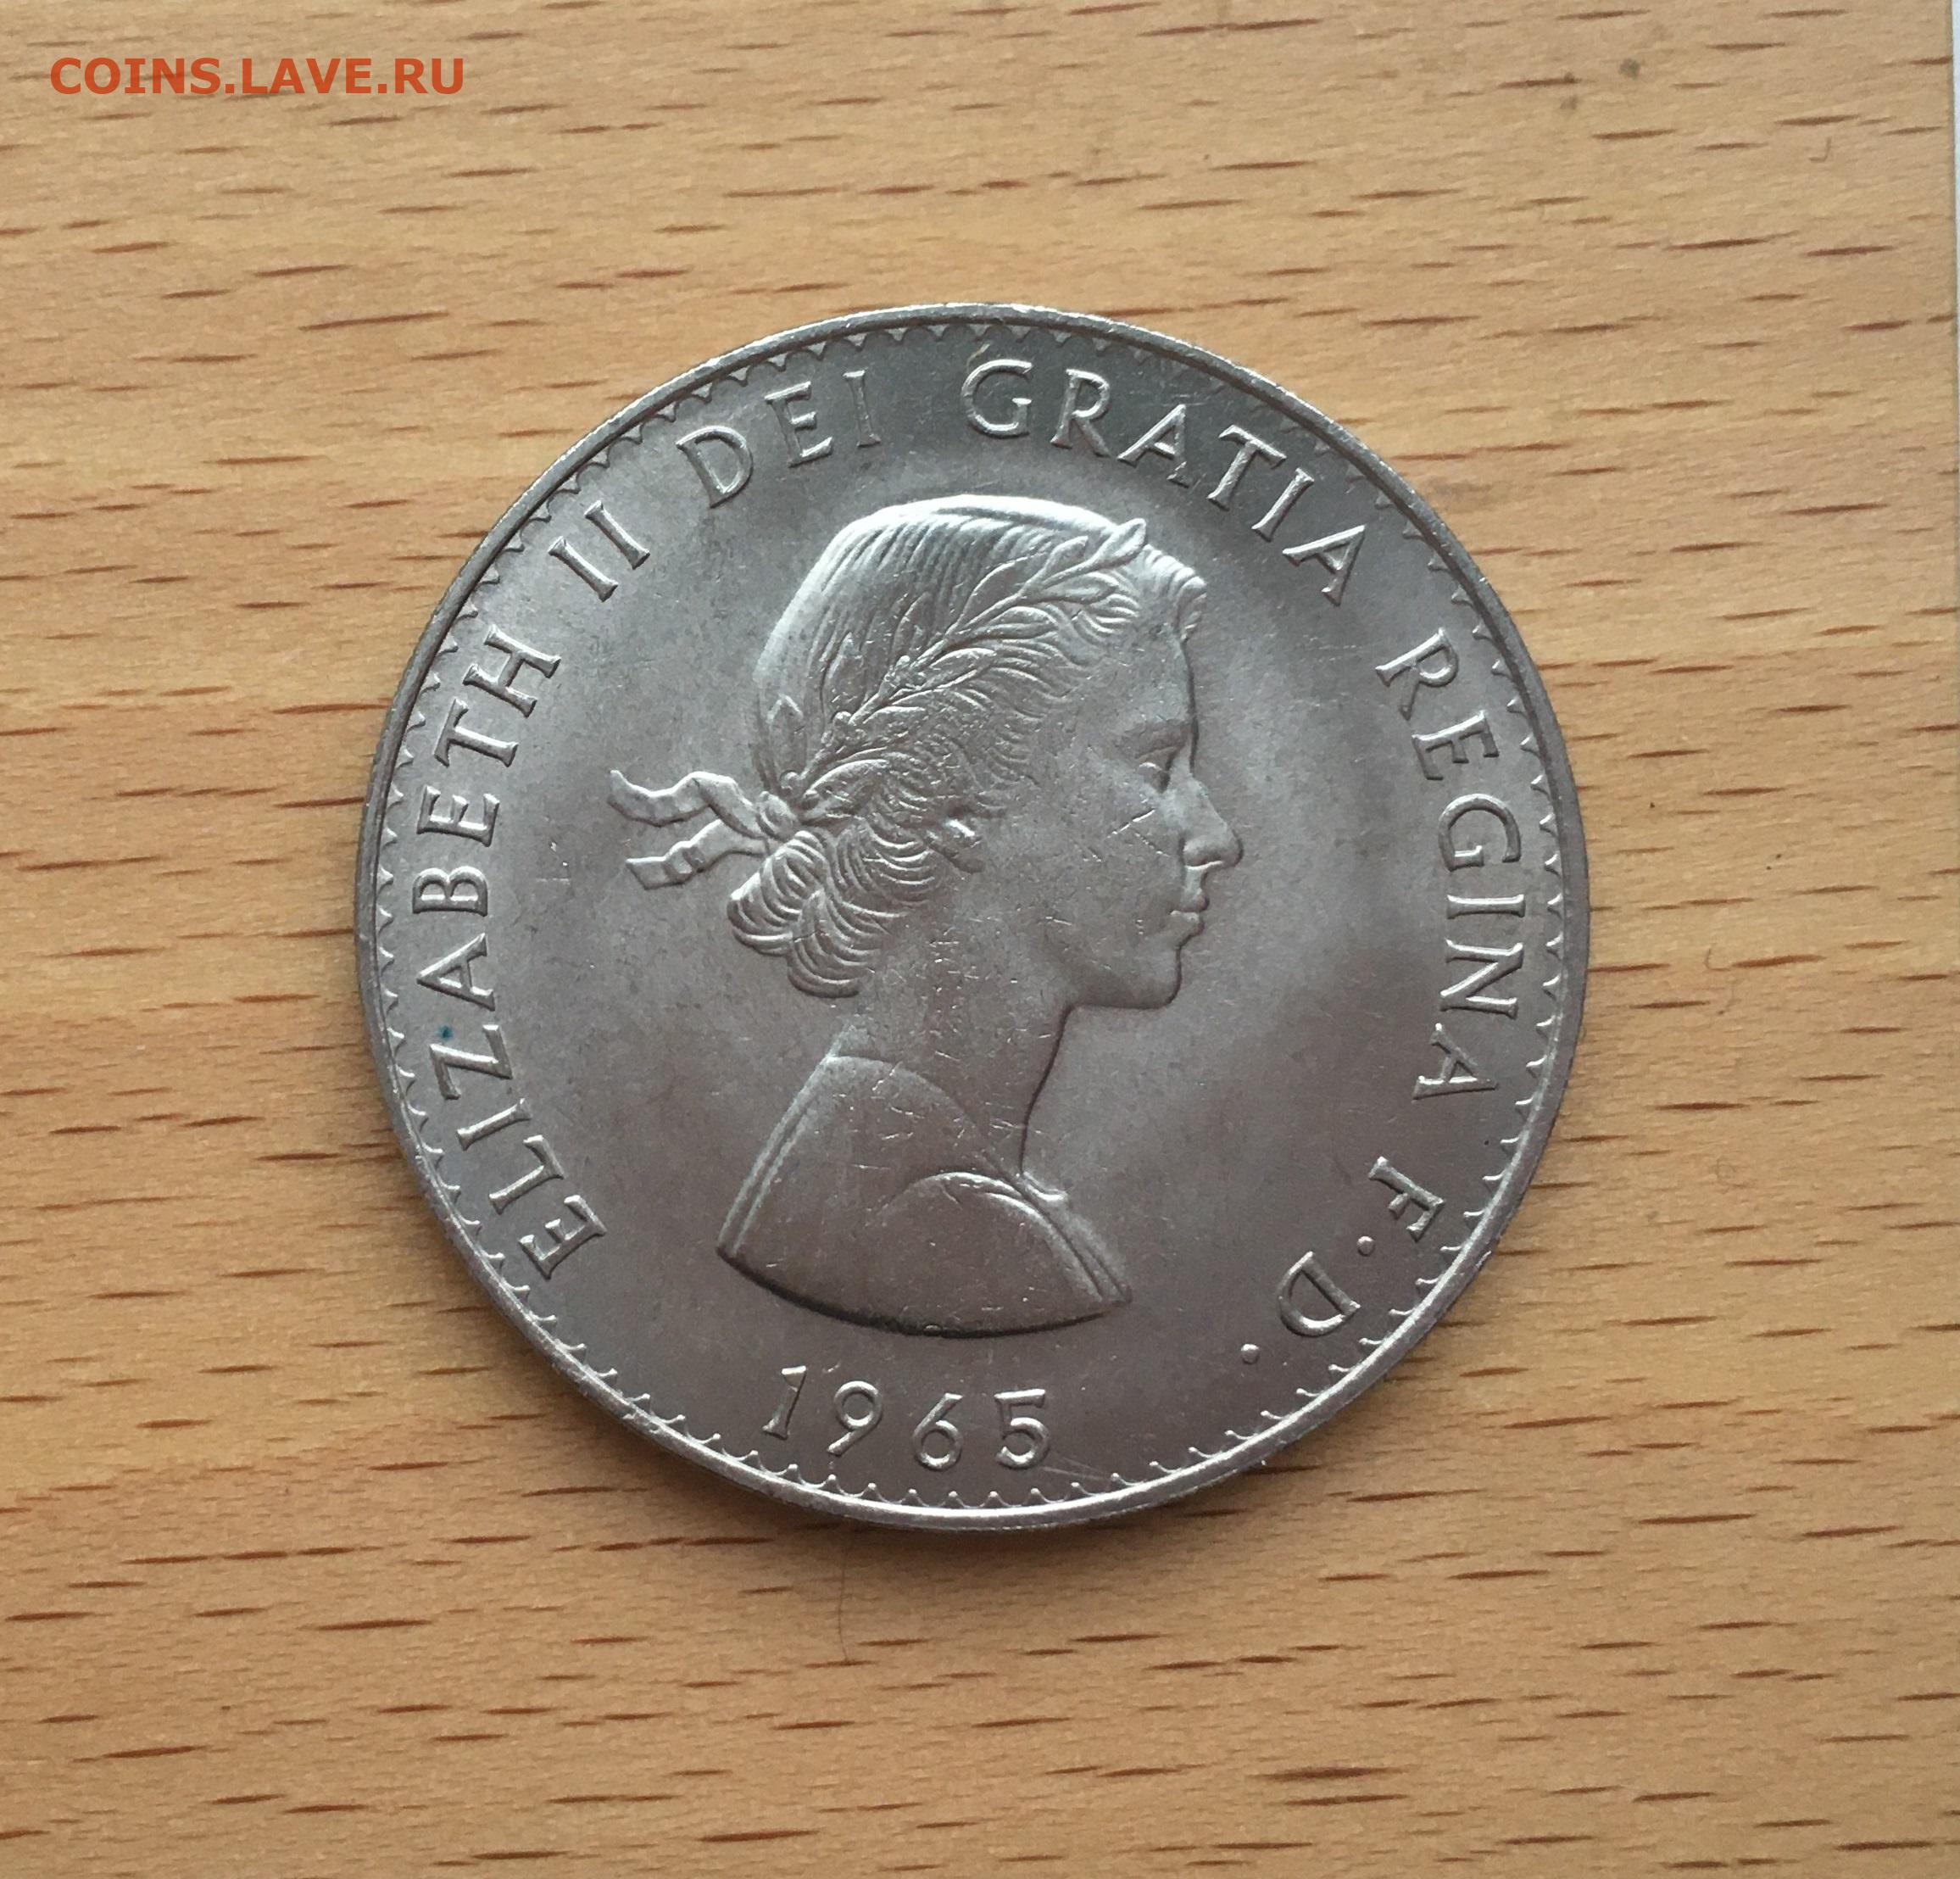 COINS.LAVE.RU
ELIZABETH II DEI GRATIA REGINA F.D.
1965